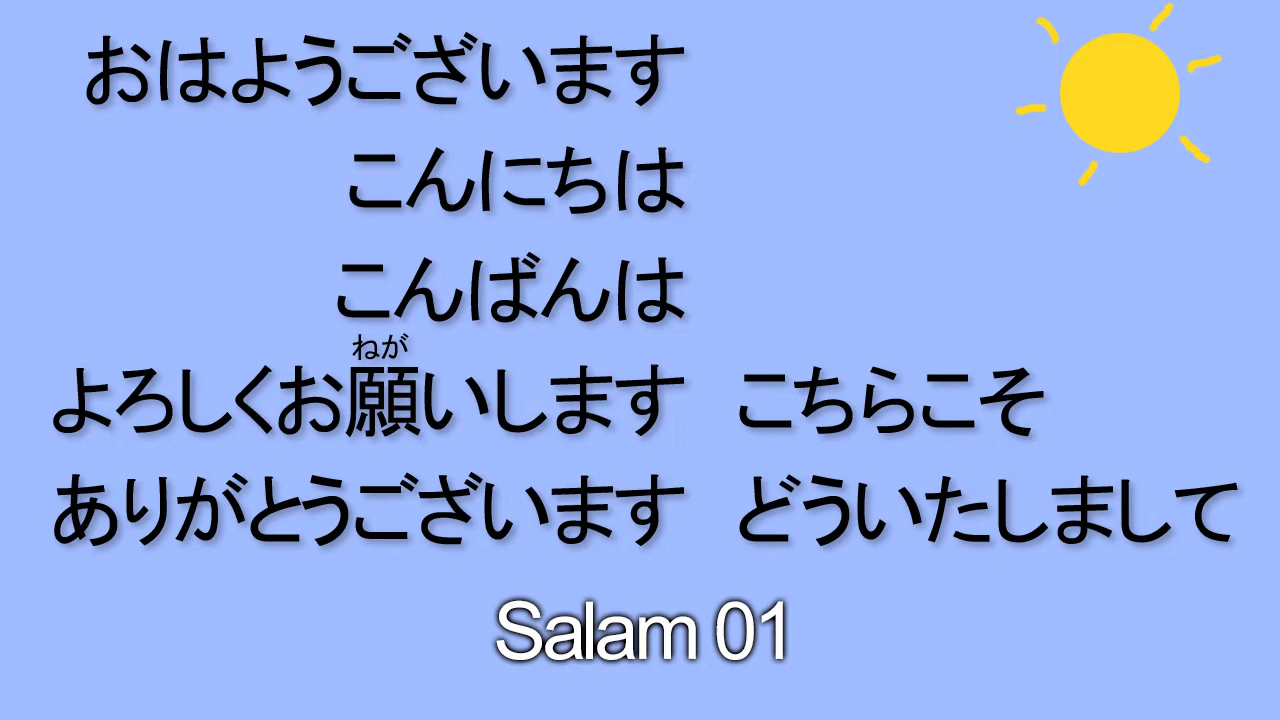 おはようございます
こんにちは
こんばんは
ねが
よろしくお願いします こちらこそ
ありがとうございます どういたしまして
Salam 01